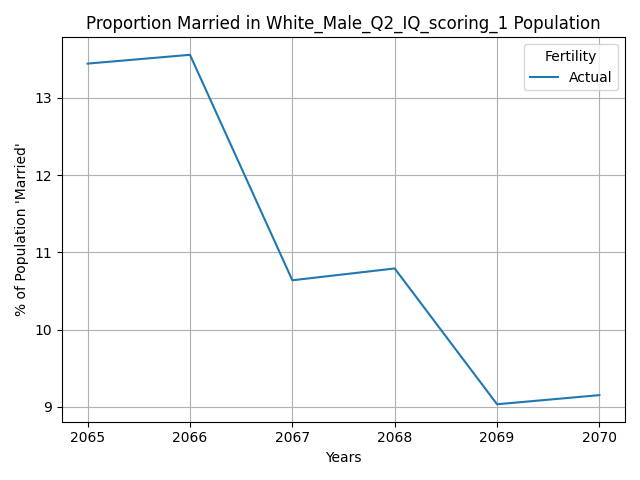 Proportion Married in White_Male_Q2_IQ_scoring_1 Population
Fertility
Actual
% of Population 'Married'
13
12
11
10
9
2065 2066 2067 2068 2069 2070
Years